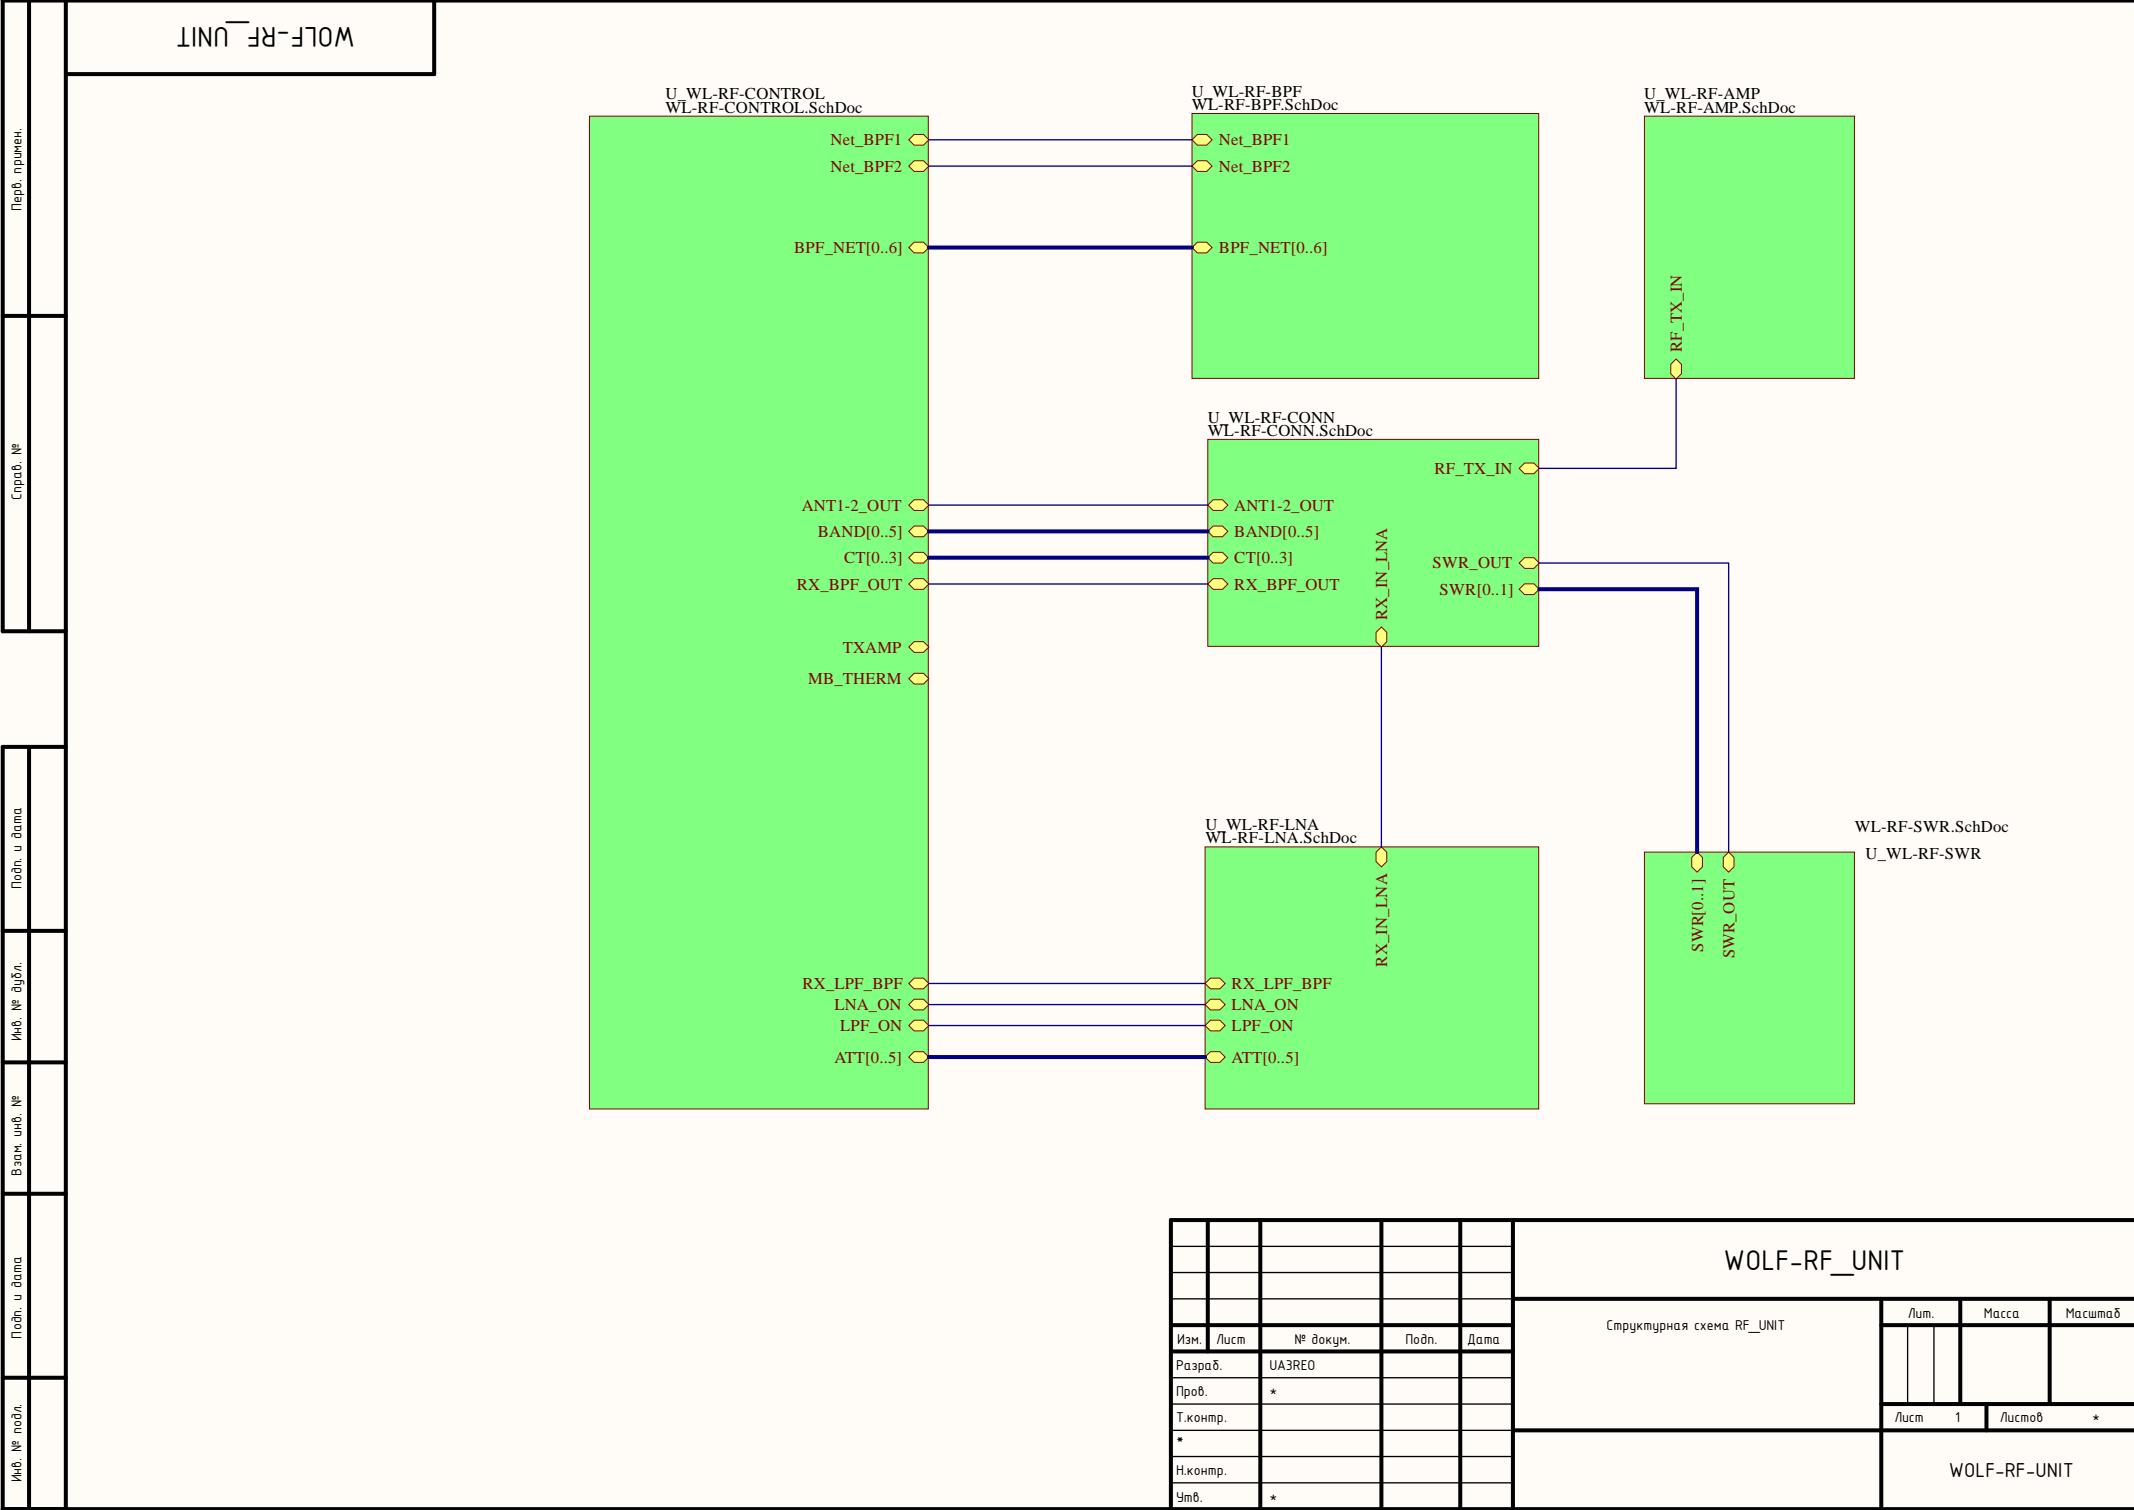 WOLF-RF_UNIT
Перв. примен.
Справ. №
Подп. и дата
Инв. № дубл.
Взам. инв. №
Подп. и дата
Инв. № подл.
U_WL-RF-CONTROL
WL-RF-CONTROL.SchDoc
Net_BPF1
Net_BPF2
BPF_NET[0..6]
ANT1-2_OUT
BAND[0..5]
CT[0..3]
RX_BPF_OUT
TXAMP
MB_THERM
RX_LPF_BPF
LNA_ON
LPF_ON
ATT[0..5]
U_WL-RF-BPF
WL-RF-BPF.SchDoc
Net_BPF1
Net_BPF2
BPF_NET[0..6]
U_WL-RF-AMP
WL-RF-AMP.SchDoc
RF_TX_IN
U_WL-RF-CONN
WL-RF-CONN.SchDoc
RF_TX_IN
ANT1-2_OUT
BAND[0..5]
CT[0..3]
RX_BPF_OUT
RX_IN_LNA
SWR_OUT
SWR[0..1]
U_WL-RF-LNA
WL-RF-LNA.SchDoc
RX_IN_LNA
RX_LPF_BPF
LNA_ON
LPF_ON
ATT[0..5]
WL-RF-SWR.SchDoc
U_WL-RF-SWR
SWR[0..1]
SWR_OUT
WOLF-RF_UNIT
Структурная схема RF_UNIT
Лит. Масса Масштаб
Изм. Лист № докум. Подп. Дата
Разраб. UA3REO
Пров. *
Т.контр.
*
Н.контр.
Утв. *
Лист 1 Листов *
WOLF-RF-UNIT